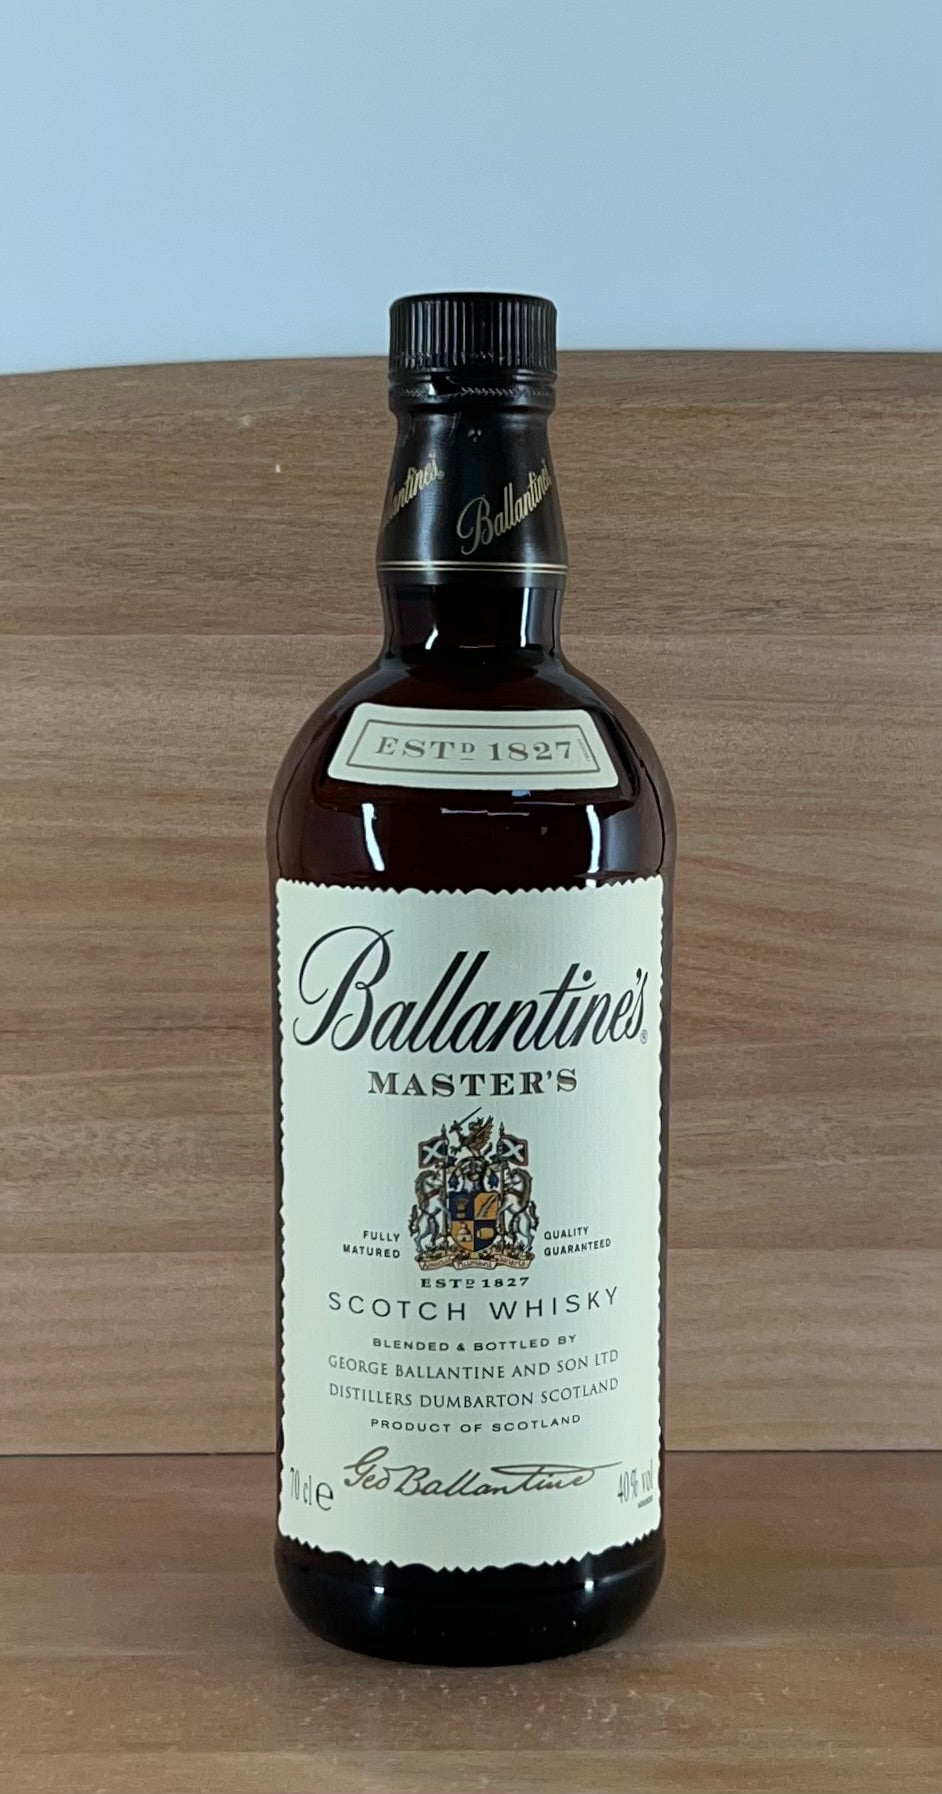 Ballantine's
ESTD 1827
Ballantine's®
MASTER'S
FULLY MATURED
QUALITY GUARANTEED
ESTD 1827
SCOTCH WHISKY
BLENDED & BOTTLED BY
GEORGE BALLANTINE AND SON LTD
DISTILLERS DUMBARTON SCOTLAND
PRODUCT OF SCOTLAND
Geo Ballantine
70 cl e
40% vol